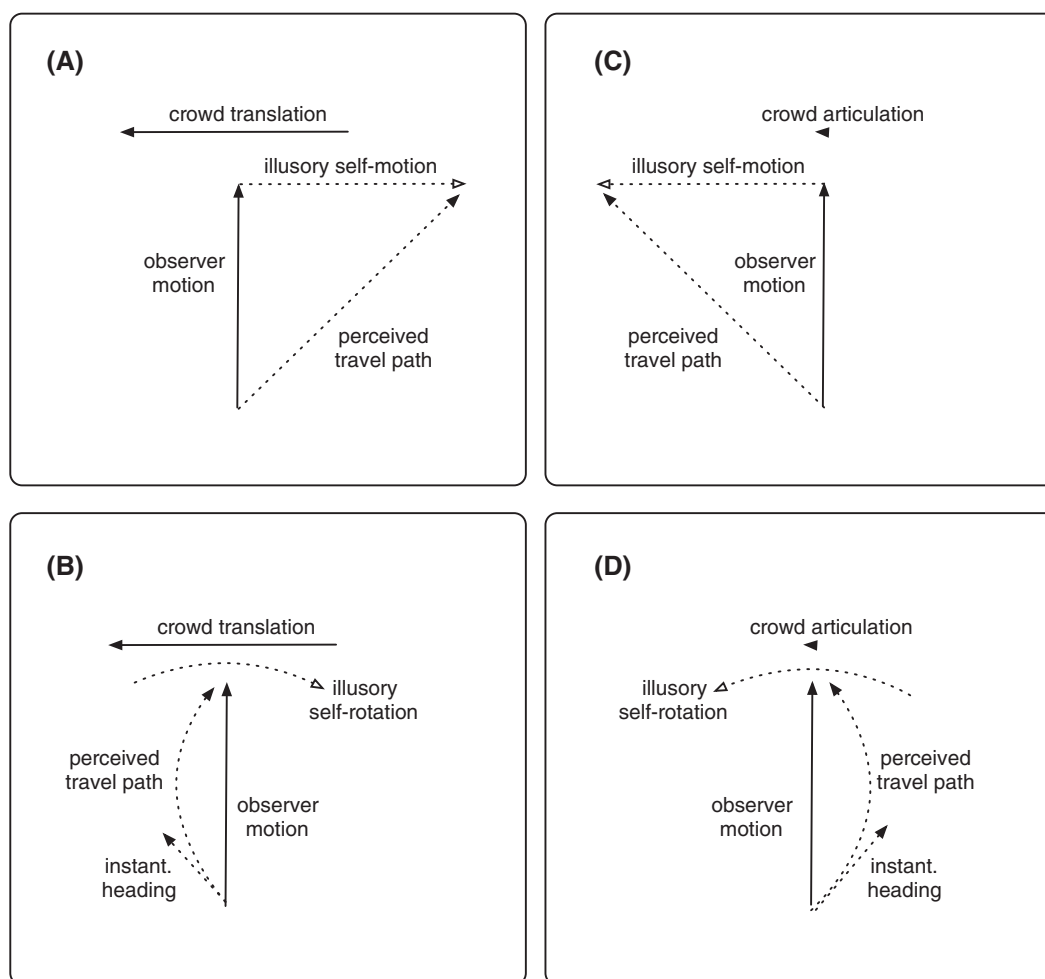 (A)
crowd translation
illusory self-motion
observer
motion
perceived
travel path
(C)
crowd articulation
illusory self-motion
observer
motion
perceived
travel path
(B)
crowd translation
illusory
self-rotation
perceived
travel path
observer
motion
instant.
heading
(D)
crowd articulation
illusory
self-rotation
perceived
travel path
observer
motion
instant.
heading